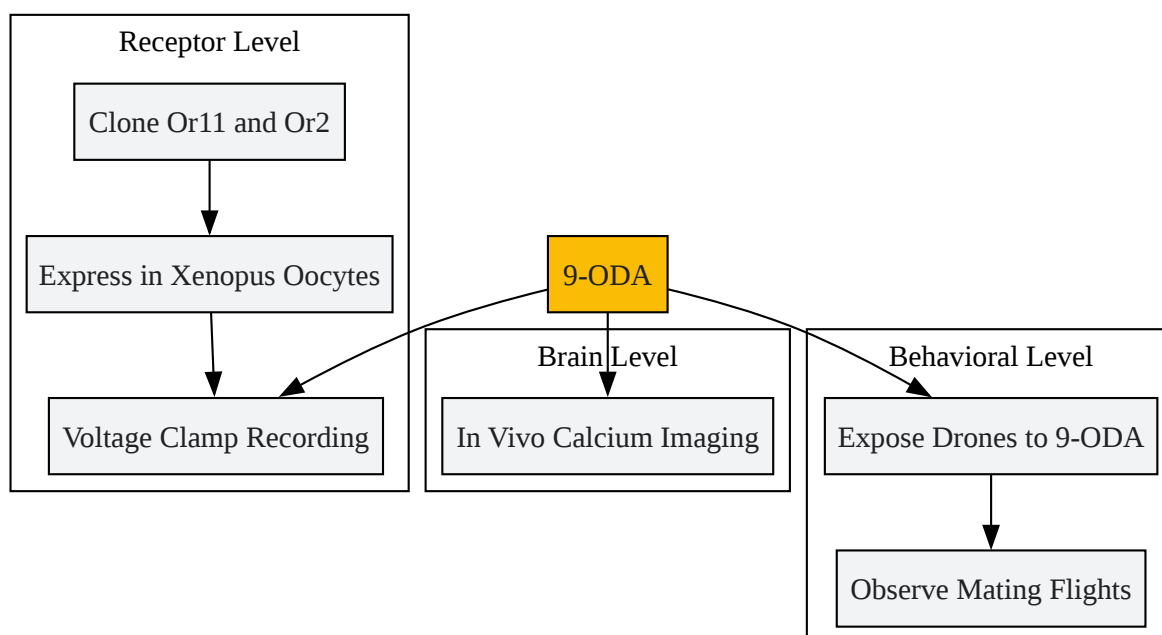 Receptor Level
Clone Or11 and Or2
Express in Xenopus Oocytes
Voltage Clamp Recording
9-ODA
Brain Level
In Vivo Calcium Imaging
Behavioral Level
Expose Drones to 9-ODA
Observe Mating Flights